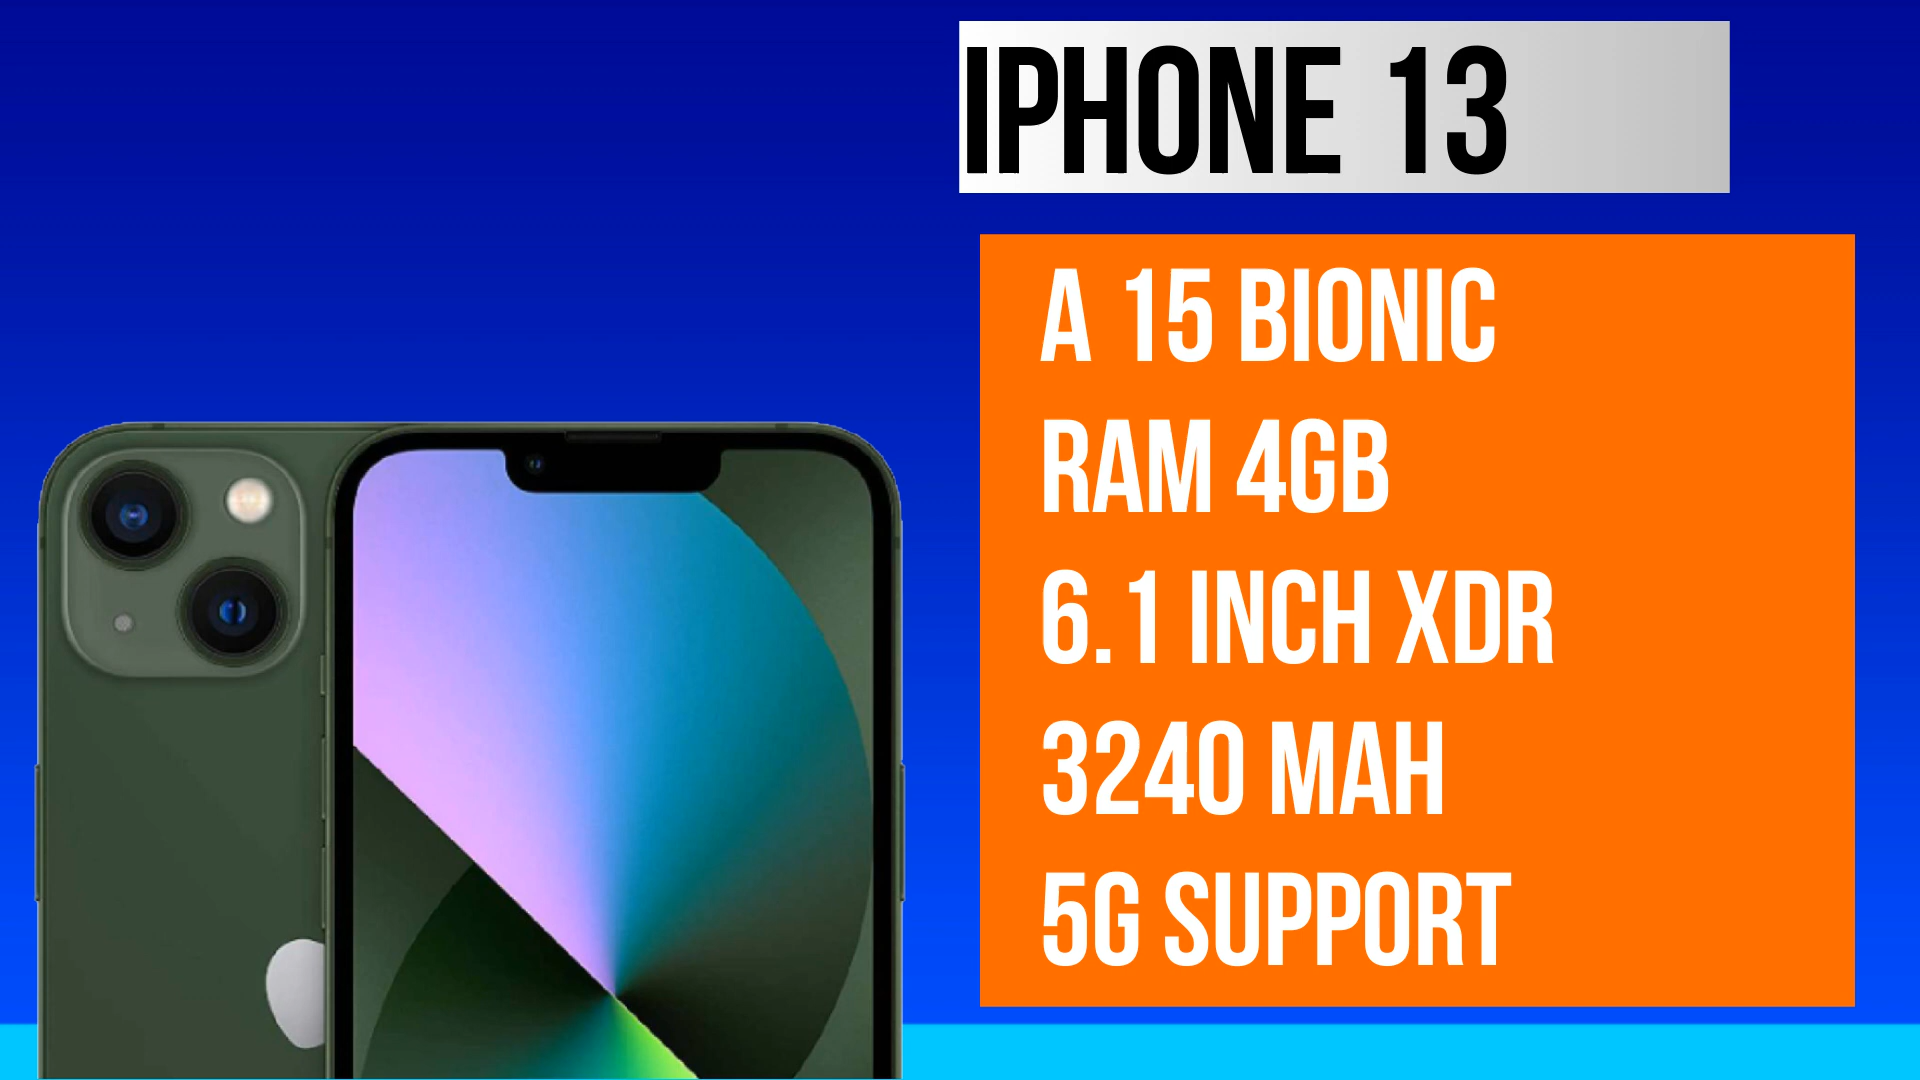 IPHONE 13
A 15 BIONIC
RAM 4GB
6.1 INCH XDR
3240 MAH
5G SUPPORT